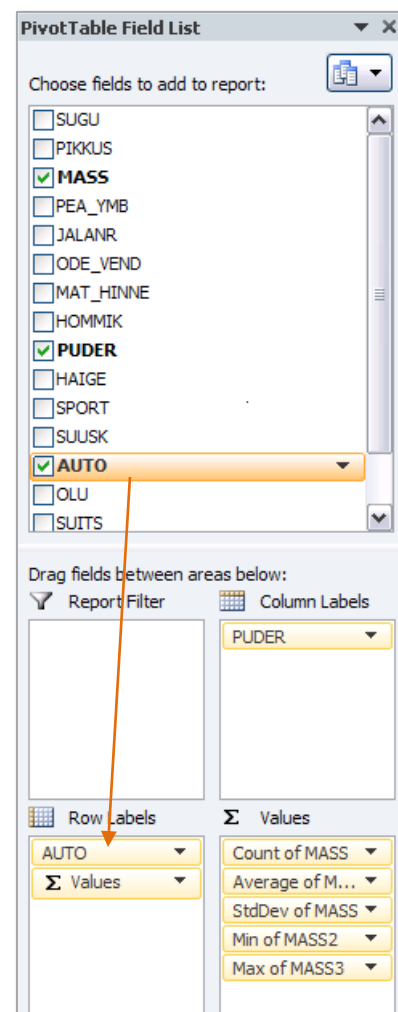 PivotTable Field List
Choose fields to add to report:
SUGU
PIKKUS
MASS
PEA_YMB
JALANR
ODE_VEND
MAT_HINNE
HOMMIK
PUDER
HAIGE
SPORT
SUUSK
AUTO
OLU
SUITS
Drag fields between areas below:
Report Filter
Column Labels
PUDER
Row Labels
Σ Values
AUTO
Count of MASS
Σ Values
Average of M...
StdDev of MASS
Min of MASS2
Max of MASS3